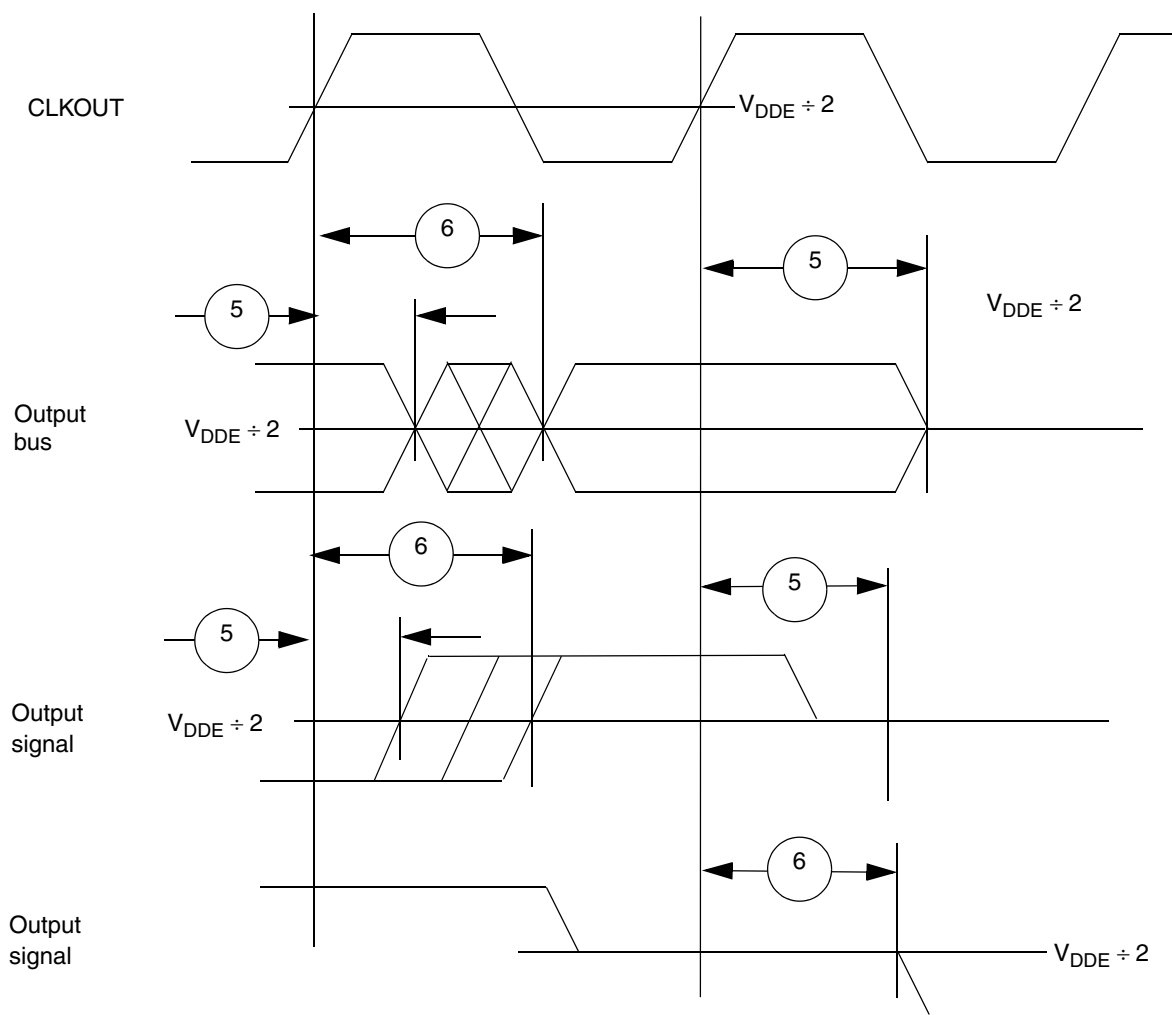 CLKOUT
VDDE ÷ 2
6
5
5
VDDE ÷ 2
Output
bus
VDDE ÷ 2
6
5
5
Output
signal
VDDE ÷ 2
6
Output
signal
VDDE ÷ 2